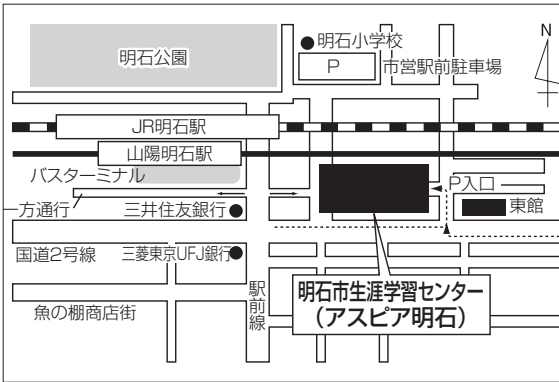 明石公園
明石小学校
P
市営駅前駐車場
N
JR明石駅
山陽明石駅
バスターミナル
一方通行
三井住友銀行
P入口
東館
国道2号線
三菱東京UFJ銀行
駅前線
魚の棚商店街
明石市生涯学習センター
(アスピア明石)